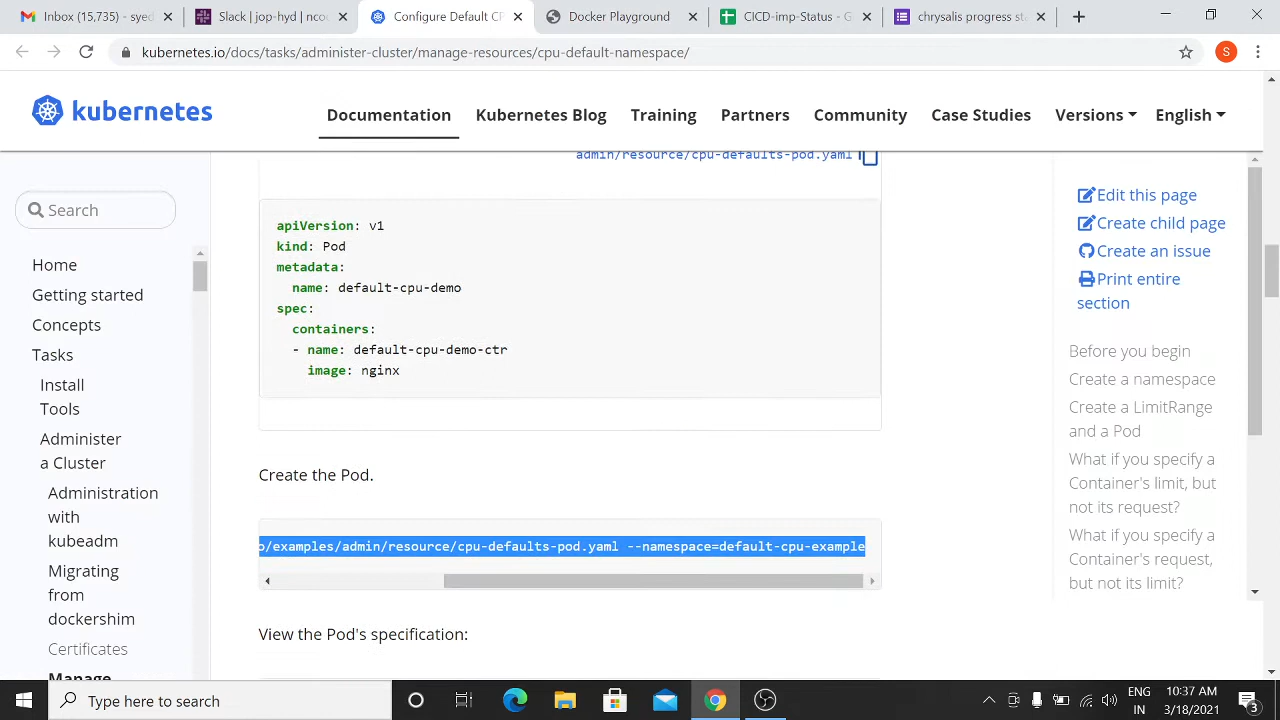 Inbox (15,735) - syed
Slack | jop-hyd | nco
Configure Default CP
Docker Playground
CICD-imp-Status - G
chrysalis progress st
kubernetes.io/docs/tasks/administer-cluster/manage-resources/cpu-default-namespace/
S
kubernetes
Documentation
Kubernetes Blog
Training
Partners
Community
Case Studies
Versions
English
admin/resource/cpu-defaults-pod.yaml
Search
Home
Getting started
Concepts
Tasks
Install
Tools
Administer
a Cluster
Administration
with
kubeadm
Migrating
from
dockershim
Certificates
Manage
apiVersion: v1
kind: Pod
metadata:
name: default-cpu-demo
spec:
containers:
- name: default-cpu-demo-ctr
image: nginx
Create the Pod.
o/examples/admin/resource/cpu-defaults-pod.yaml --namespace=default-cpu-example
View the Pod's specification:
Edit this page
Create child page
Create an issue
Print entire
section
Before you begin
Create a namespace
Create a LimitRange
and a Pod
What if you specify a
Container's limit, but
not its request?
What if you specify a
Container's request,
but not its limit?
Type here to search
ENG
IN
10:37 AM
3/18/2021
3